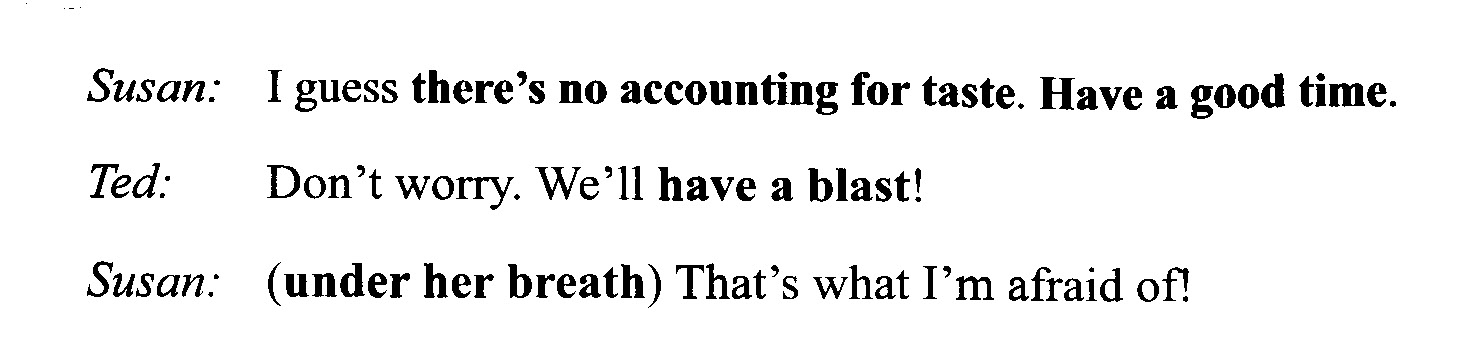 Susan: I guess there's no accounting for taste. Have a good time.
Ted: Don't worry. We'll have a blast!
Susan: (under her breath) That's what I'm afraid of!